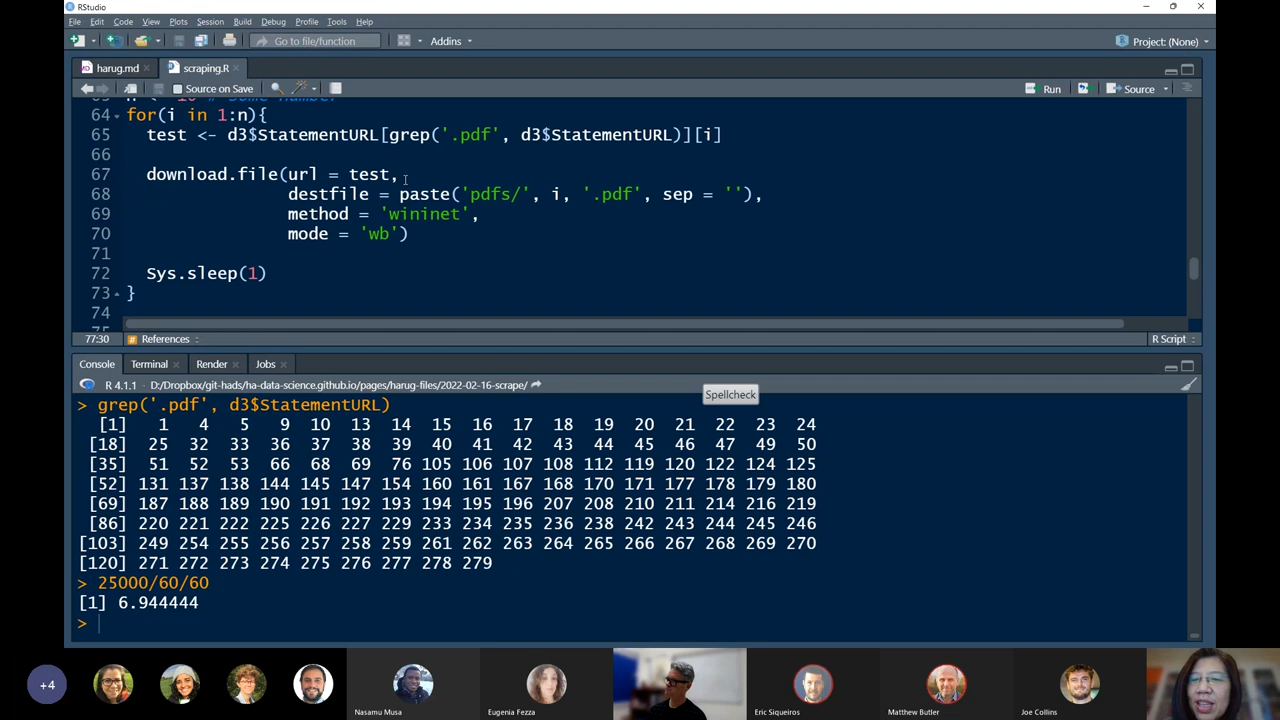 RStudio
File Edit Code View Plots Session Build Debug Profile Tools Help
Go to file/function Addins Project: (None)
harug.md scraping.R
Source on Save Run Source
64 for(i in 1:n){
65 test <- d3$StatementURL[grep('.pdf', d3$StatementURL)][i]
66
67 download.file(url = test,
68 destfile = paste('pdfs/', i, '.pdf', sep = ''),
69 method = 'wininet',
70 mode = 'wb')
71
72 Sys.sleep(1)
73 }
74
77:30 References : R Script
Console Terminal Render Jobs
R 4.1.1 · D:/Dropbox/git-hads/ha-data-science.github.io/pages/harug-files/2022-02-16-scrape/
Spellcheck
> grep('.pdf', d3$StatementURL)
[1] 1 4 5 9 10 13 14 15 16 17 18 19 20 21 22 23 24
[18] 25 32 33 36 37 38 39 40 41 42 43 44 45 46 47 49 50
[35] 51 52 53 66 68 69 76 105 106 107 108 112 119 120 122 124 125
[52] 131 137 138 144 145 147 154 160 161 167 168 170 171 177 178 179 180
[69] 187 188 189 190 191 192 193 194 195 196 207 208 210 211 214 216 219
[86] 220 221 222 225 226 227 229 233 234 235 236 238 242 243 244 245 246
[103] 249 254 255 256 257 258 259 261 262 263 264 265 266 267 268 269 270
[120] 271 272 273 274 275 276 277 278 279
> 25000/60/60
[1] 6.944444
>
+4
Nasamu Musa Eugenia Fezza Eric Siqueiros Matthew Butler Joe Collins